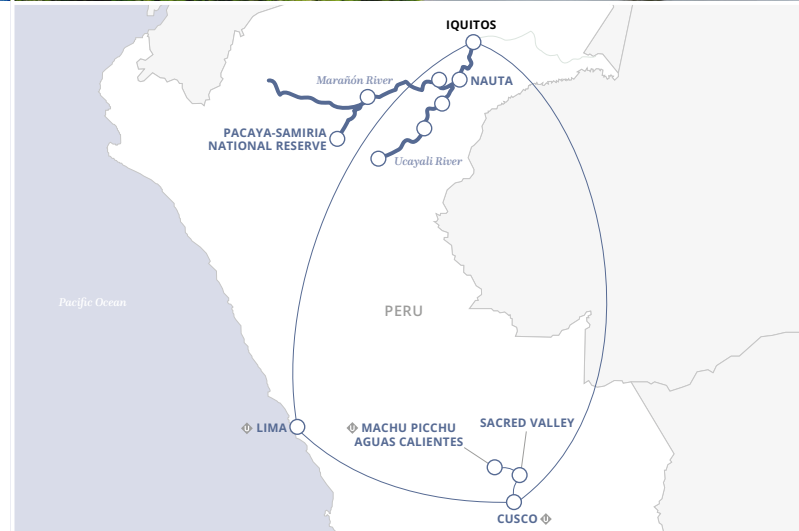 IQUITOS
Marañón River
NAUTA
PACAYA-SAMIRIA
NATIONAL RESERVE
Ucayali River
Pacific Ocean
PERU
LIMA
MACHU PICCHU
AGUAS CALIENTES
SACRED VALLEY
CUSCO